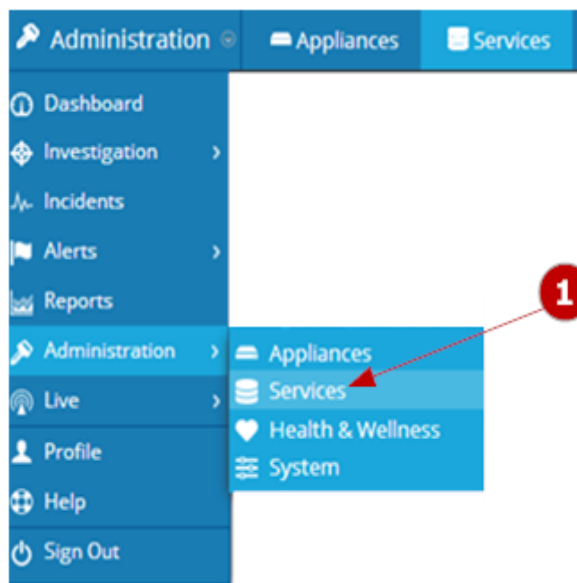 Administration Appliances Services
Dashboard
Investigation
Incidents
Alerts
Reports
Administration
Live
Profile
Help
Sign Out
Appliances
Services
Health & Wellness
System
1